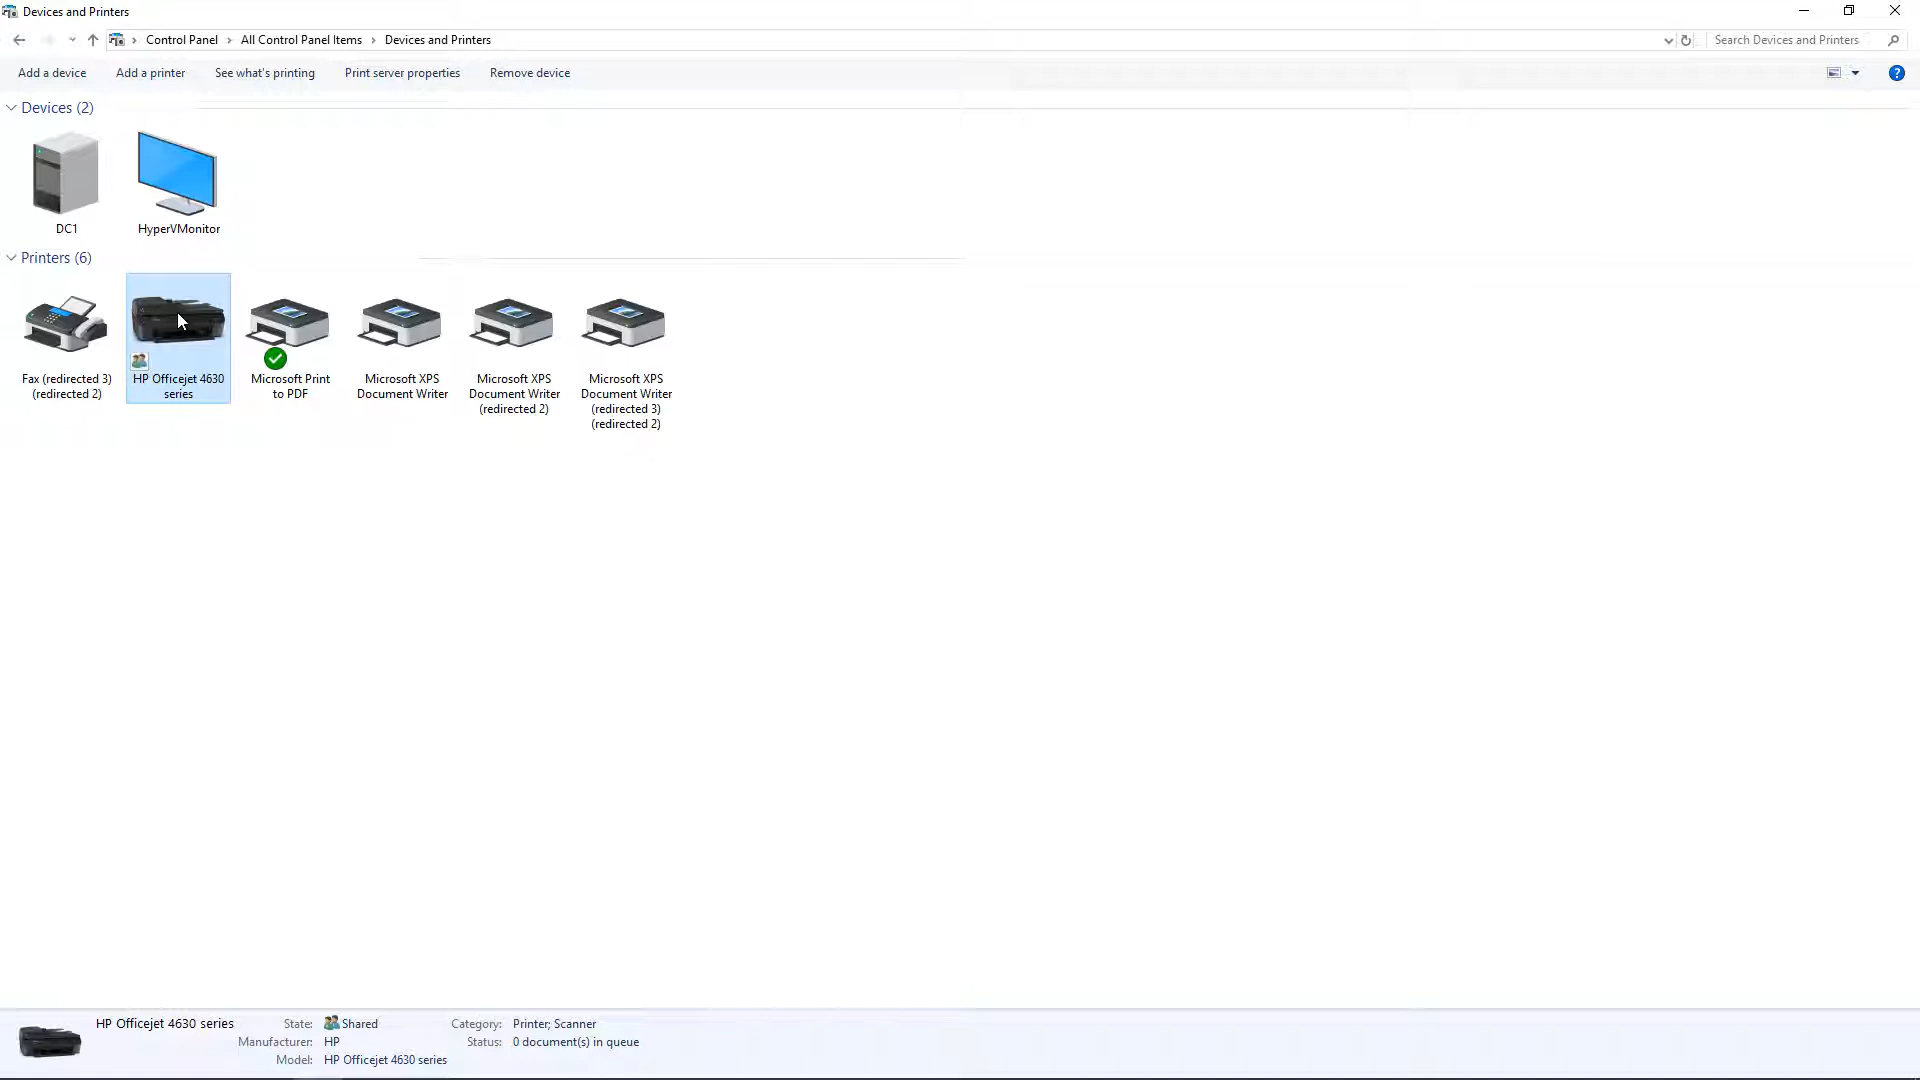 Devices and Printers
Control Panel All Control Panel Items Devices and Printers
Search Devices and Printers
Add a device Add a printer See what's printing Print server properties Remove device
?
Devices (2)
DC1 HyperVMonitor
Printers (6)
Fax (redirected 3)
(redirected 2)
HP Officejet 4630
series
Microsoft Print
to PDF
Microsoft XPS
Document Writer
Microsoft XPS
Document Writer
(redirected 2)
Microsoft XPS
Document Writer
(redirected 3)
(redirected 2)
HP Officejet 4630 series State: Shared Category: Printer; Scanner
Manufacturer: HP Status: 0 document(s) in queue
Model: HP Officejet 4630 series